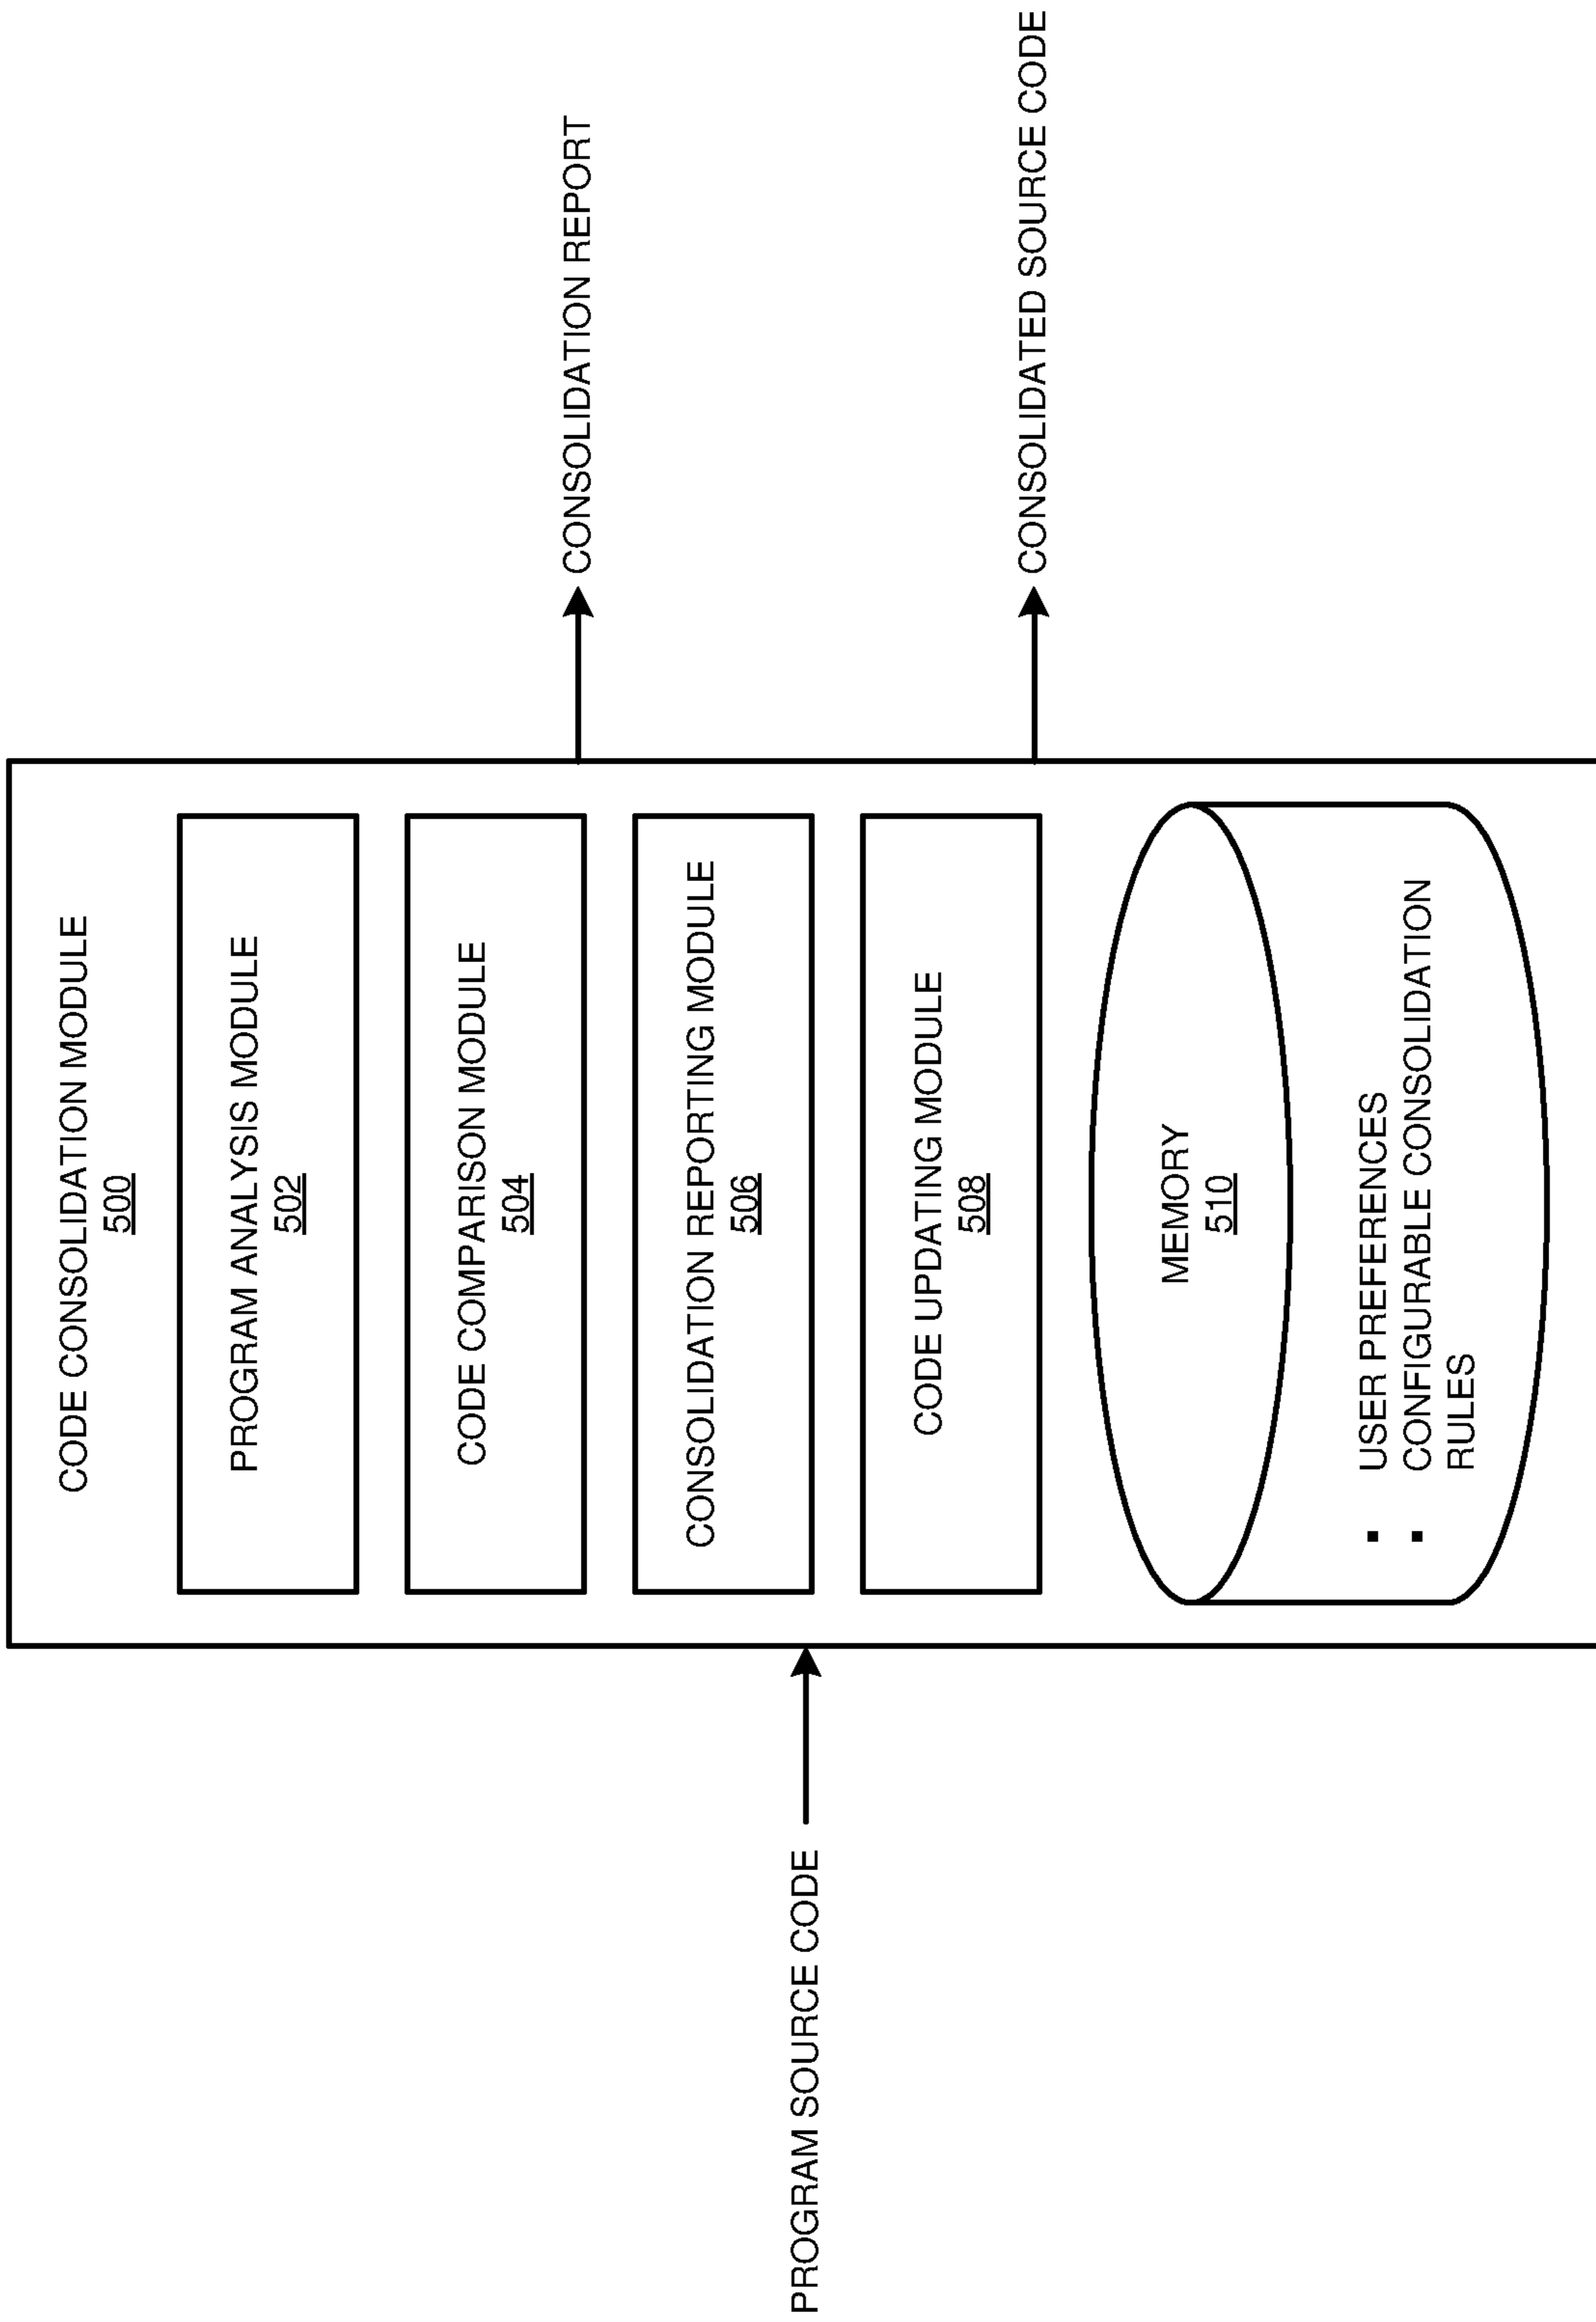 PROGRAM SOURCE CODE
CODE CONSOLIDATION MODULE
500
PROGRAM ANALYSIS MODULE
502
CODE COMPARISON MODULE
504
CONSOLIDATION REPORTING MODULE
506
CODE UPDATING MODULE
508
MEMORY
510
▪ USER PREFERENCES
▪ CONFIGURABLE CONSOLIDATION
RULES
CONSOLIDATION REPORT
CONSOLIDATED SOURCE CODE